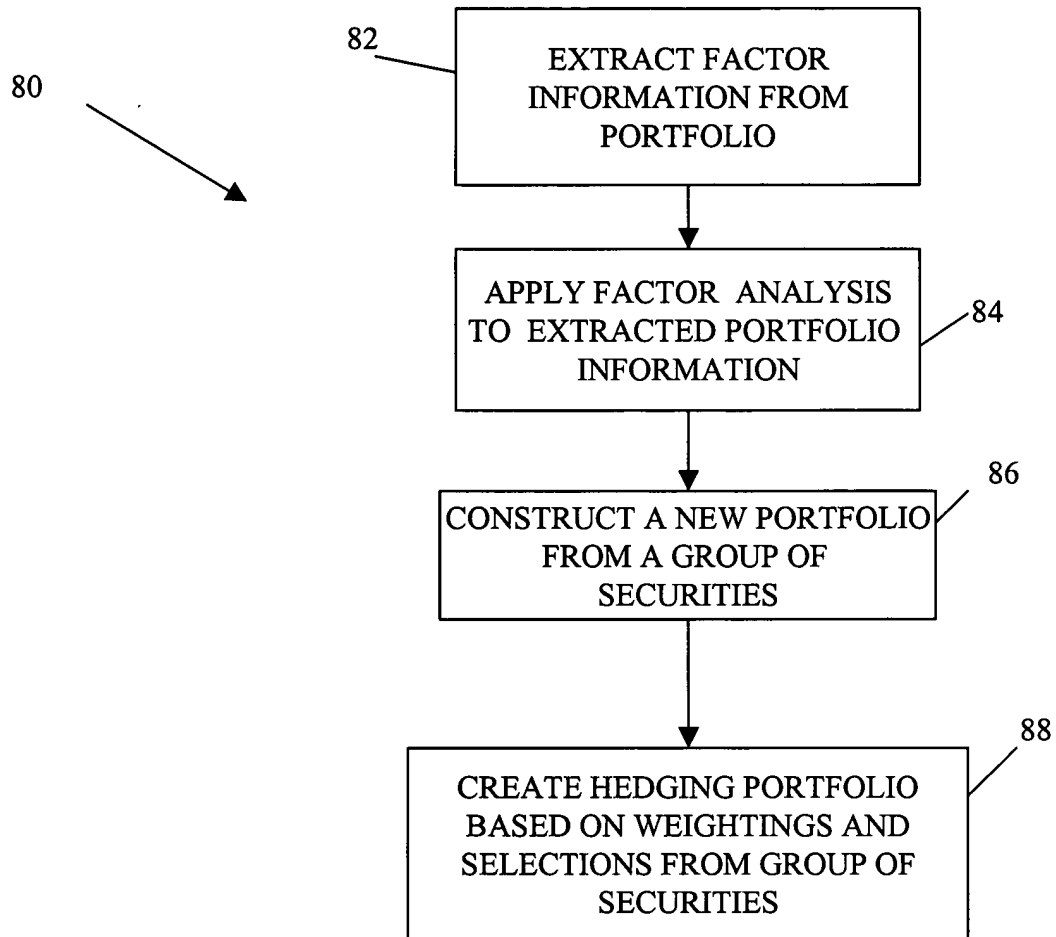 82
EXTRACT FACTOR
INFORMATION FROM
PORTFOLIO
80
APPLY FACTOR ANALYSIS
TO EXTRACTED PORTFOLIO
INFORMATION
84
86
CONSTRUCT A NEW PORTFOLIO
FROM A GROUP OF
SECURITIES
88
CREATE HEDGING PORTFOLIO
BASED ON WEIGHTINGS AND
SELECTIONS FROM GROUP OF
SECURITIES